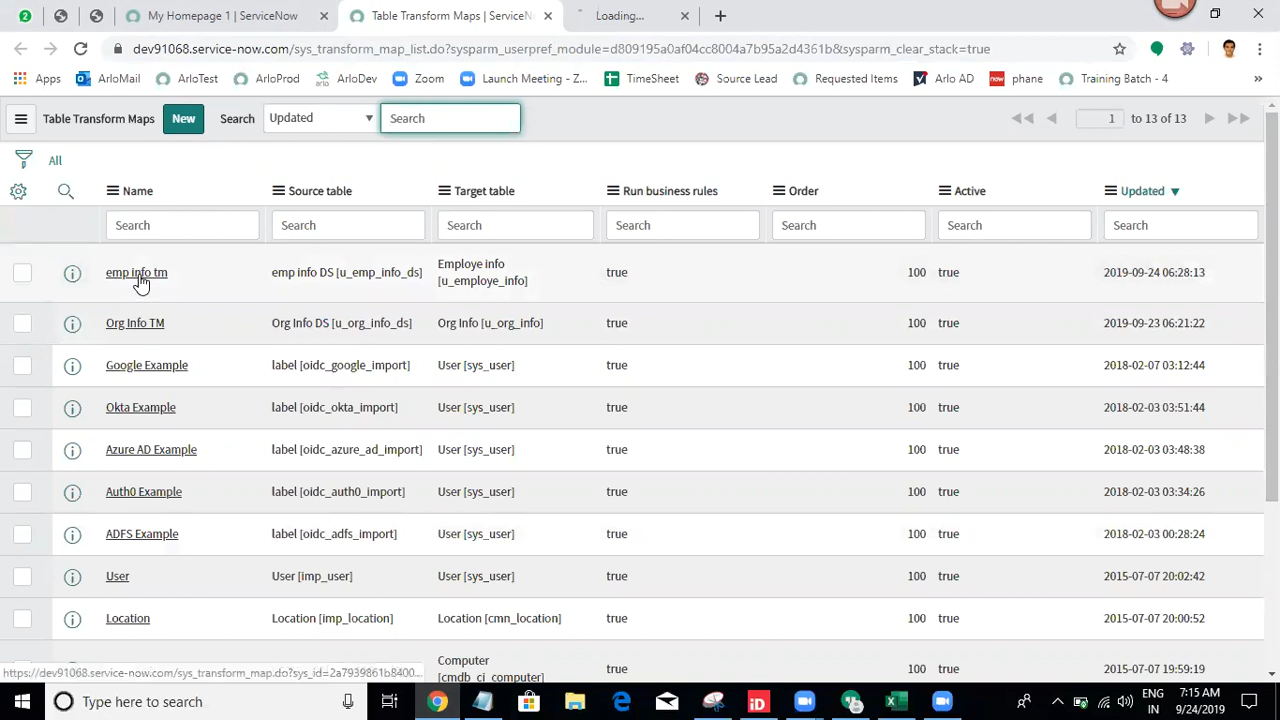 My Homepage 1 | ServiceNow
Table Transform Maps | ServiceNo
Loading...
dev91068.service-now.com/sys_transform_map_list.do?sysparm_userpref_module=d809195a0af04cc8004a7b95a2d4361b&sysparm_clear_stack=true
Apps ArloMail ArloTest ArloProd ArloDev Zoom Launch Meeting - Z... TimeSheet Source Lead Requested Items Arlo AD now phane Training Batch - 4 »
Table Transform Maps New Search Updated Search 1 to 13 of 13
All
Name Source table Target table Run business rules Order Active Updated
Search Search Search Search Search Search Search
emp info tm emp info DS [u_emp_info_ds] Employe info [u_employe_info] true 100 true 2019-09-24 06:28:13
Org Info TM Org Info DS [u_org_info_ds] Org Info [u_org_info] true 100 true 2019-09-23 06:21:22
Google Example label [oidc_google_import] User [sys_user] true 100 true 2018-02-07 03:12:44
Okta Example label [oidc_okta_import] User [sys_user] true 100 true 2018-02-03 03:51:44
Azure AD Example label [oidc_azure_ad_import] User [sys_user] true 100 true 2018-02-03 03:48:38
Auth0 Example label [oidc_auth0_import] User [sys_user] true 100 true 2018-02-03 03:34:26
ADFS Example label [oidc_adfs_import] User [sys_user] true 100 true 2018-02-03 00:28:24
User User [imp_user] User [sys_user] true 100 true 2015-07-07 20:02:42
Location Location [imp_location] Location [cmn_location] true 100 true 2015-07-07 20:00:52
Computer [cmdb_ci_computer] true 100 true 2015-07-07 19:59:19
https://dev91068.service-now.com/sys_transform_map.do?sys_id=2a7939861b8400...
Type here to search
ENG
IN
7:15 AM
9/24/2019